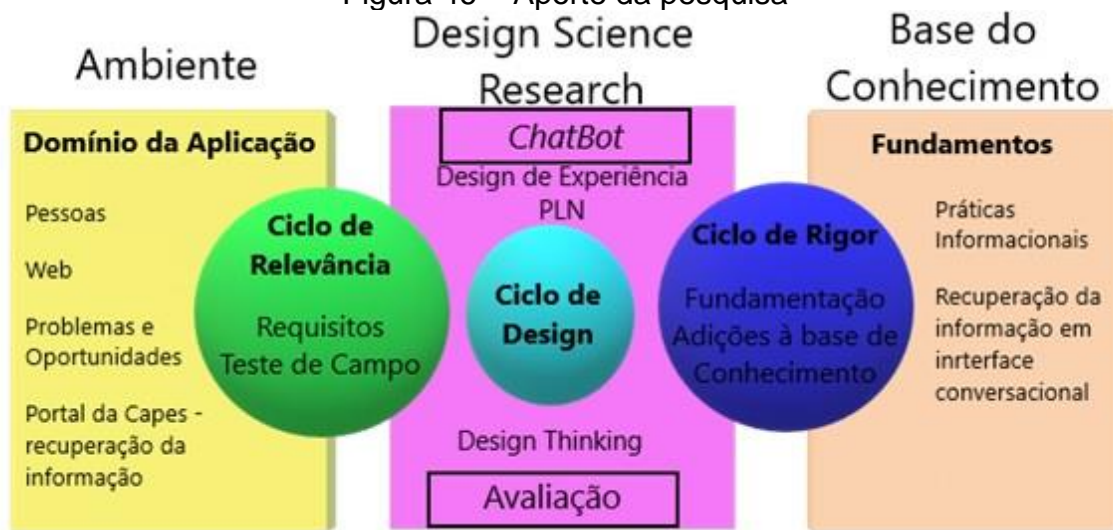 Ambiente
Design Science
Research
Base do
Conhecimento
Domínio da Aplicação
Pessoas
Web
Problemas e
Oportunidades
Portal da Capes -
recuperação da
informação
Ciclo de
Relevância
Requisitos
Teste de Campo
ChatBot
Design de Experiência
PLN
Ciclo de
Design
Design Thinking
Avaliação
Ciclo de Rigor
Fundamentação
Adições à base de
Conhecimento
Fundamentos
Práticas
Informacionais
Recuperação da
informação em
inrterface
conversacional